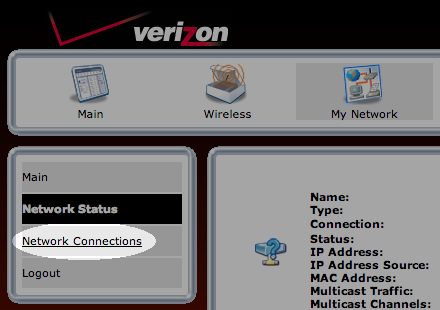 verizon
Main
Wireless
My Network
Main
Network Status
Network Connections
Logout
Name:
Type:
Connection:
Status:
IP Address:
IP Address Source:
MAC Address:
Multicast Traffic:
Multicast Channels: